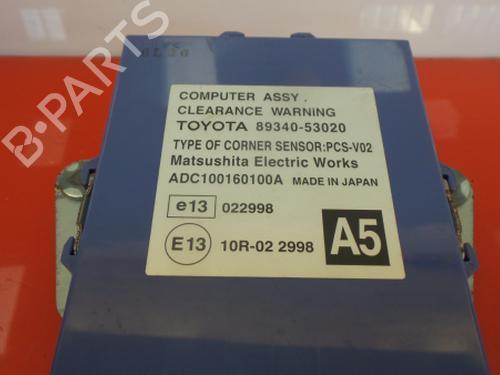 COMPUTER ASSY.
CLEARANCE WARNING
TOYOTA 89340-53020
TYPE OF CORNER SENSOR:PCS-V02
Matsushita Electric Works
ADC100160100A MADE IN JAPAN
e13 022998
E13 10R-02 2998
A5
B-PARTS